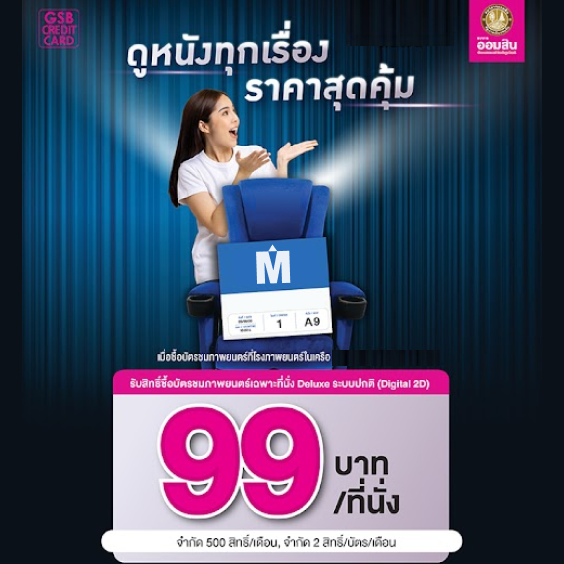 GSB
CREDIT
CARD
ออมสิน
ดูหนังทุกเรื่อง
ราคาสุดคุ้ม
M
1
A9
เมื่อซื้อบัตรชมภาพยนตร์ที่โรงภาพยนตร์ในเครือ
รับสิทธิ์ซื้อบัตรชมภาพยนตร์เฉพาะที่นั่ง Deluxe ระบบปกติ (Digital 2D)
99 บาท
/ที่นั่ง
จำกัด 500 สิทธิ์/เดือน, จำกัด 2 สิทธิ์/บัตร/เดือน